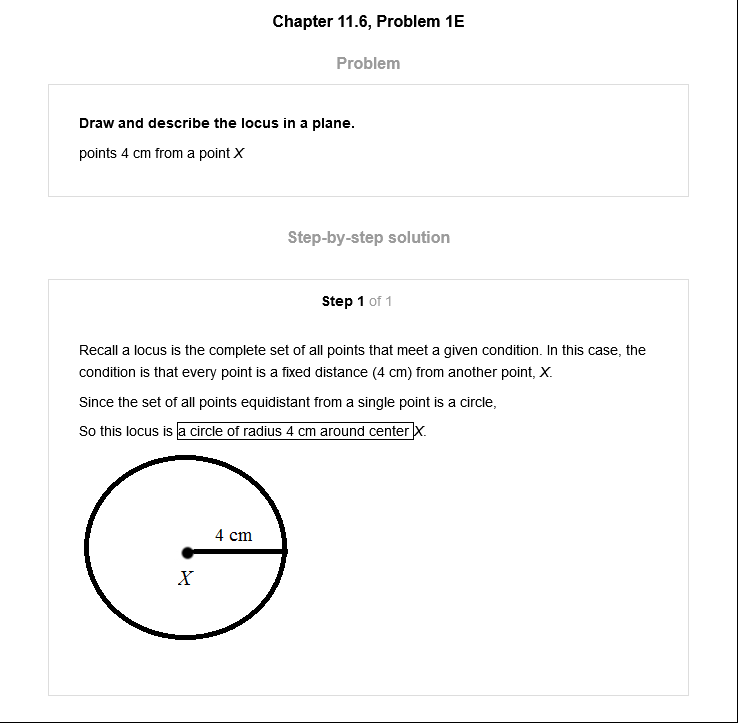 Chapter 11.6, Problem 1E
Problem
Draw and describe the locus in a plane.
points 4 cm from a point X
Step-by-step solution
Step 1 of 1
Recall a locus is the complete set of all points that meet a given condition. In this case, the
condition is that every point is a fixed distance (4 cm) from another point, X.
Since the set of all points equidistant from a single point is a circle,
So this locus is a circle of radius 4 cm around center X.
4 cm
X